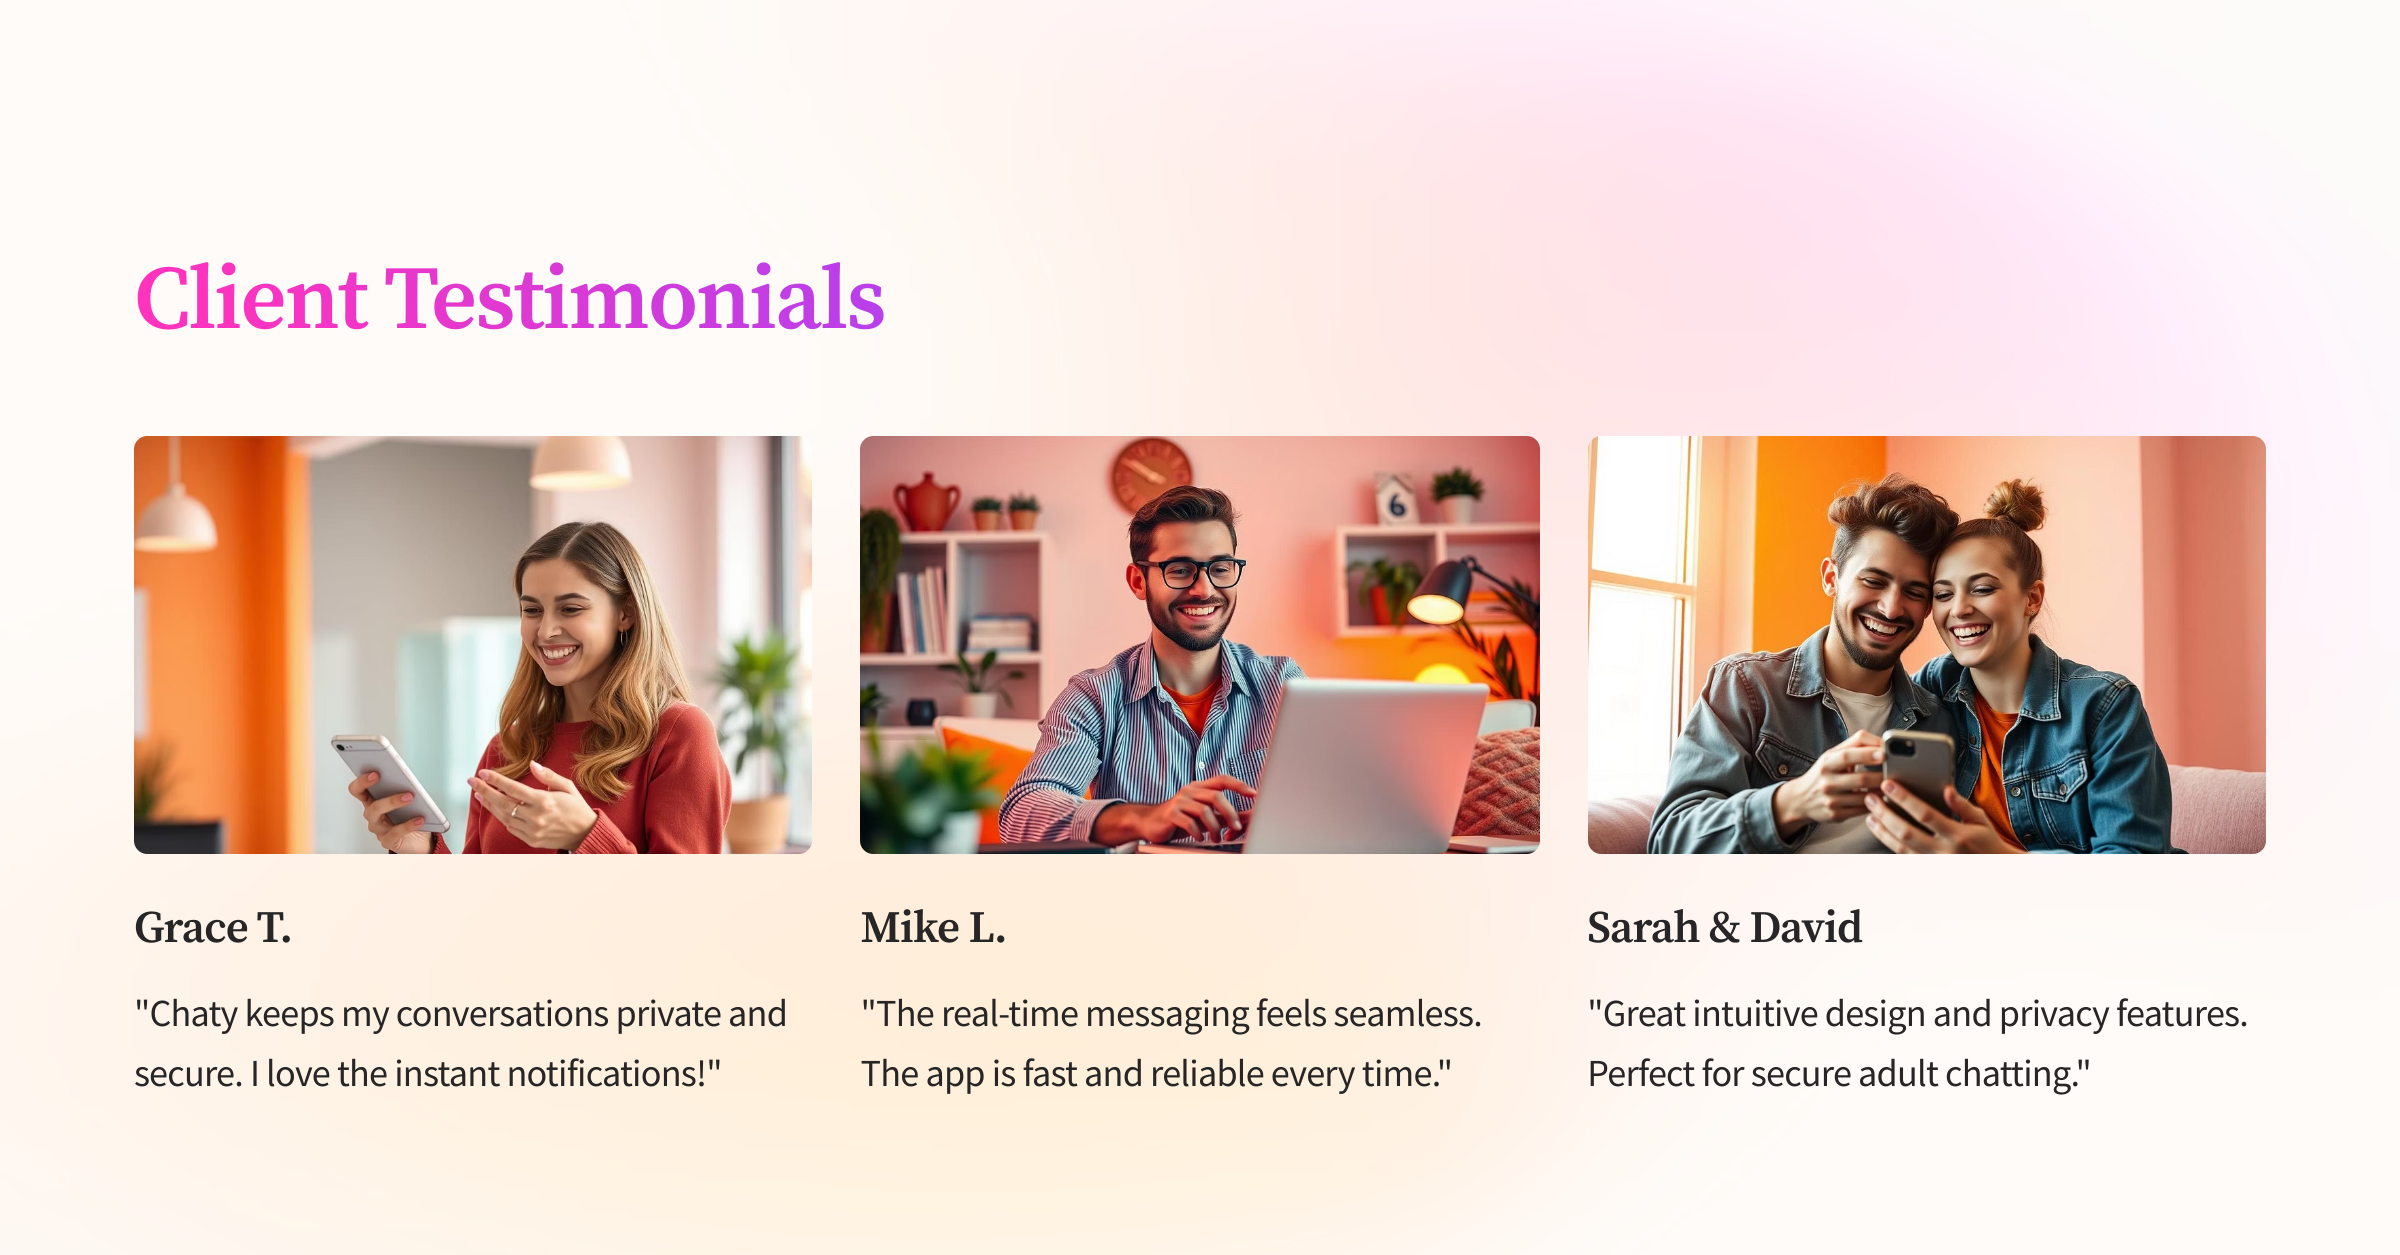 Client Testimonials
6
Grace T.
"Chaty keeps my conversations private and
secure. I love the instant notifications!"
Mike L.
"The real-time messaging feels seamless.
The app is fast and reliable every time."
Sarah & David
"Great intuitive design and privacy features.
Perfect for secure adult chatting."